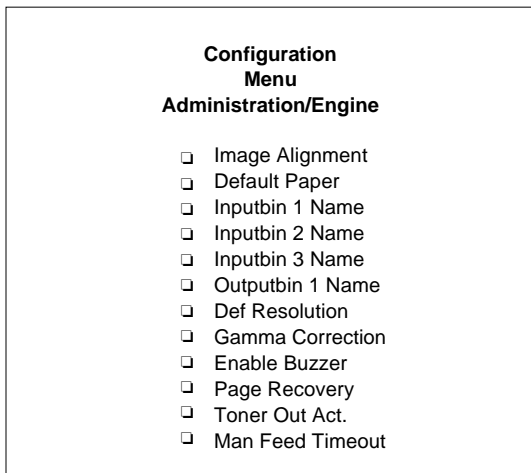 Configuration
Menu
Administration/Engine
❏ Image Alignment
❏ Default Paper
❏ Inputbin 1 Name
❏ Inputbin 2 Name
❏ Inputbin 3 Name
❏ Outputbin 1 Name
❏ Def Resolution
❏ Gamma Correction
❏ Enable Buzzer
❏ Page Recovery
❏ Toner Out Act.
❏ Man Feed Timeout